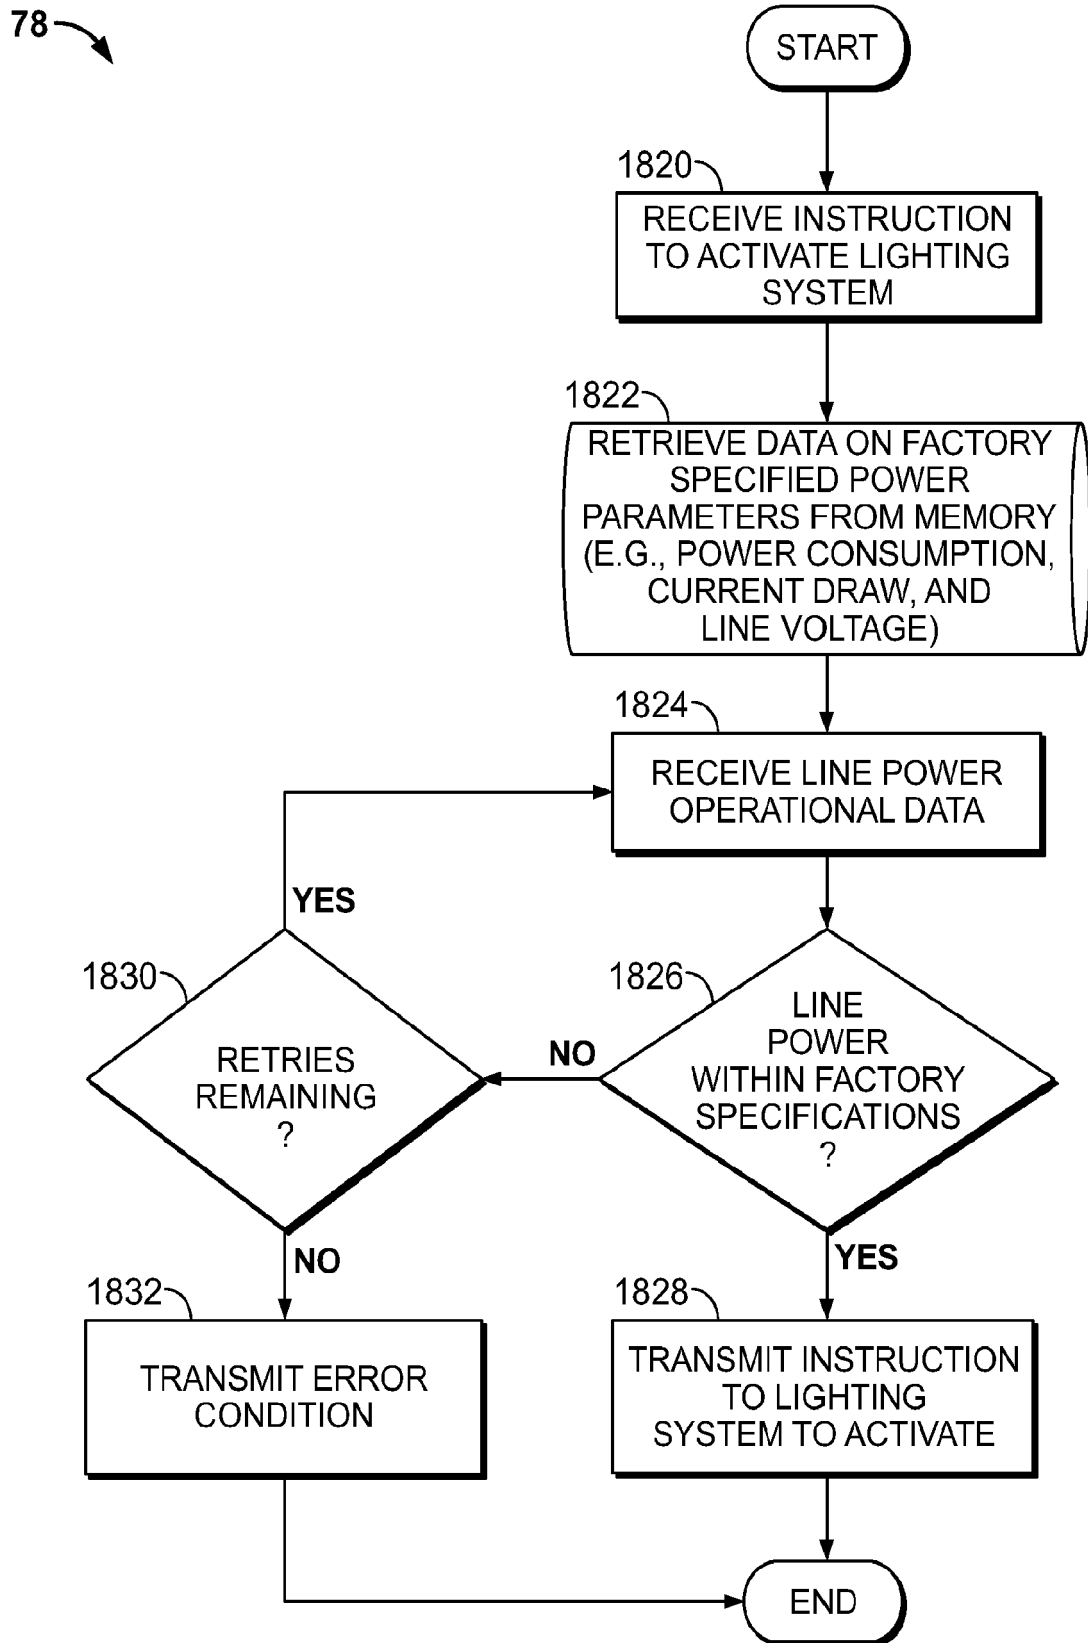 78
START
1820
RECEIVE INSTRUCTION
TO ACTIVATE LIGHTING
SYSTEM
1822
RETRIEVE DATA ON FACTORY
SPECIFIED POWER
PARAMETERS FROM MEMORY
(E.G., POWER CONSUMPTION,
CURRENT DRAW, AND
LINE VOLTAGE)
1824
RECEIVE LINE POWER
OPERATIONAL DATA
YES
1830
RETRIES
REMAINING
?
NO
1826
LINE
POWER
WITHIN FACTORY
SPECIFICATIONS
?
NO
YES
1832
TRANSMIT ERROR
CONDITION
1828
TRANSMIT INSTRUCTION
TO LIGHTING
SYSTEM TO ACTIVATE
END